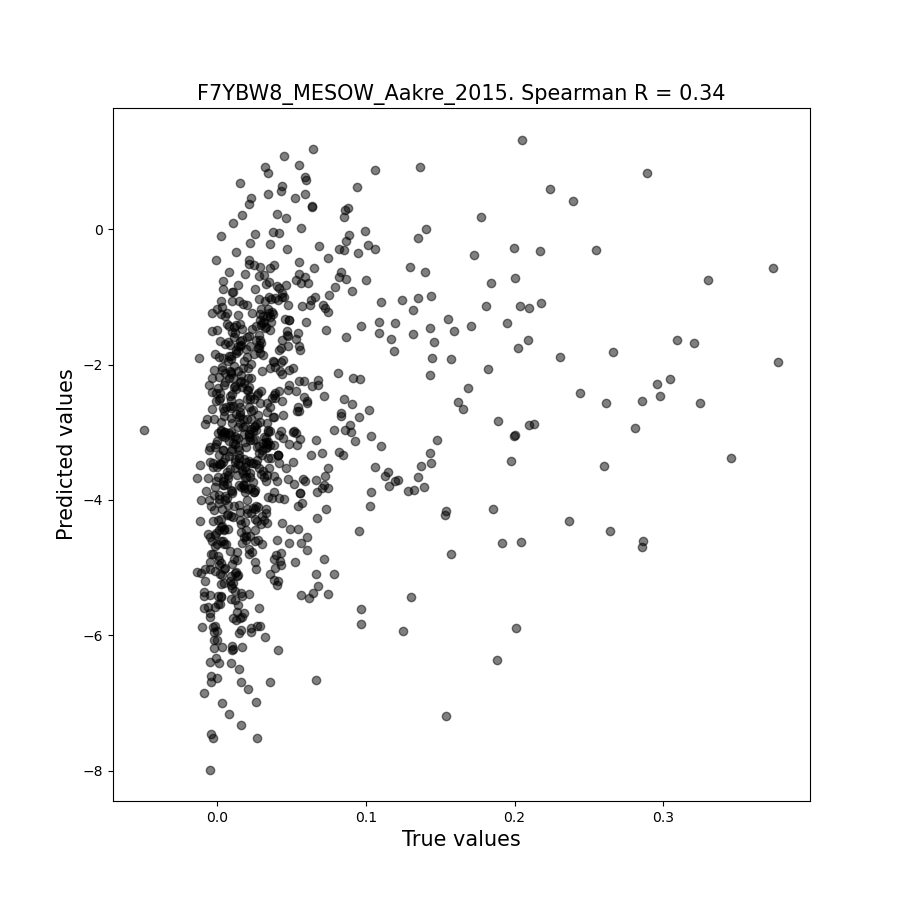 F7YBW8_MESOW_Aakre_2015. Spearman R = 0.34
Predicted values
0
−2
−4
−6
−8
0.0 0.1 0.2 0.3
True values